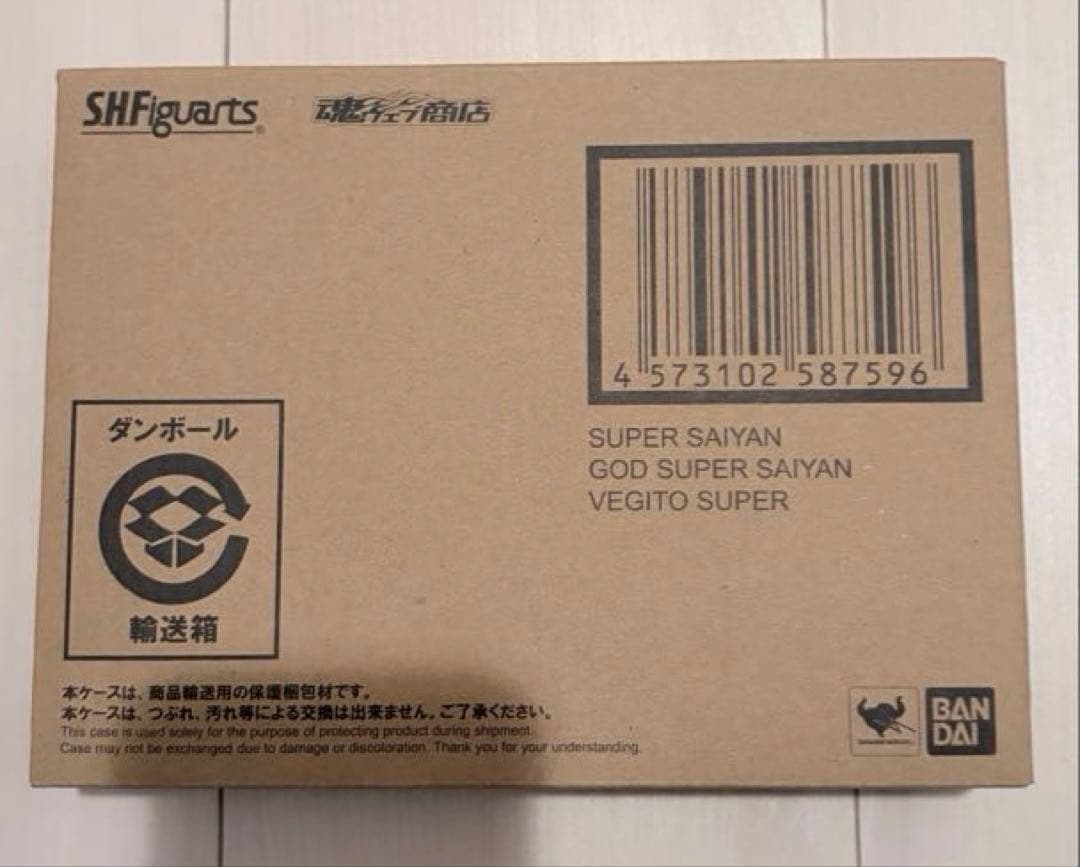 S.H.Figuarts
魂ウェブ商店
4 573102 587596
SUPER SAIYAN
GOD SUPER SAIYAN
VEGITO SUPER
ダンボール
輸送箱
本ケースは、商品輸送用の保護梱包材です。
本ケースは、つぶれ、汚れ等による交換は出来ません。ご了承ください。
This case is used solely for the purpose of protecting product during shipment.
Case may not be exchanged due to damage or discoloration. Thank you for your understanding.
BAN
DAI